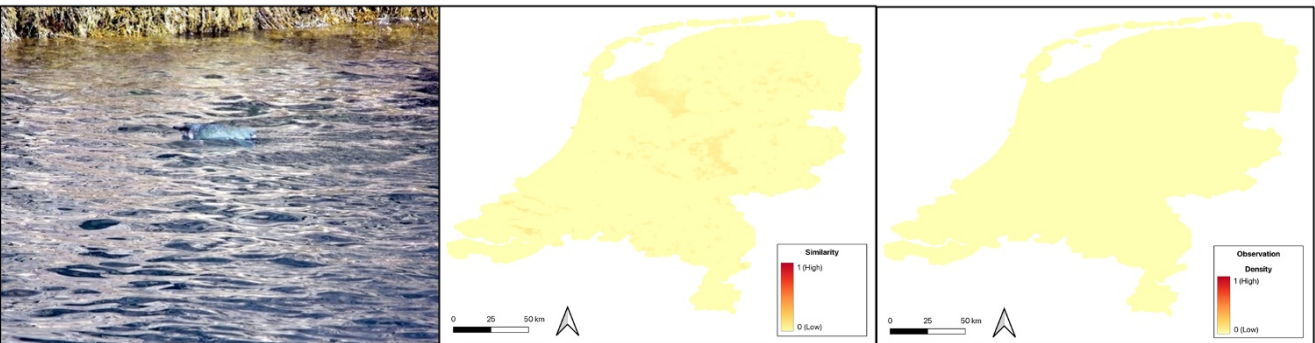 Similarity
1 (High)
0 (Low)
0 25 50 km
Observation
Density
1 (High)
0 (Low)
0 25 50 km